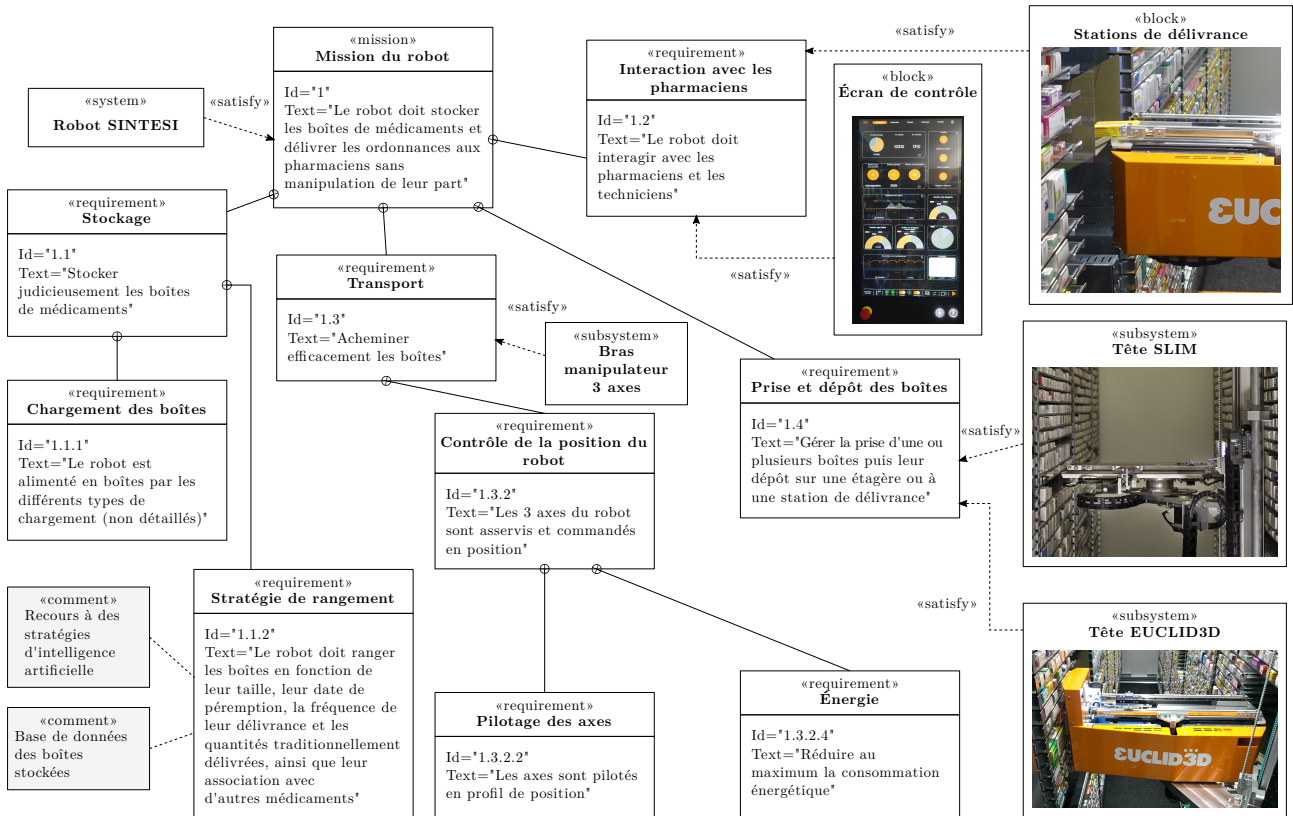 «mission»
Mission du robot
Id="1"
Text="Le robot doit stocker
les boîtes de médicaments et
délivrer les ordonnances aux
pharmaciens sans
manipulation de leur part"
«system»
Robot SINTESI
«satisfy»
«requirement»
Interaction avec les
pharmaciens
Id="1.2"
Text="Le robot doit
interagir avec les
pharmaciens et les
techniciens"
«satisfy»
«block»
Écran de contrôle
«satisfy»
«block»
Stations de délivrance
EUC
«requirement»
Stockage
Id="1.1"
Text="Stocker
judicieusement les boîtes
de médicaments"
«requirement»
Transport
Id="1.3"
Text="Acheminer
efficacement les boîtes"
«satisfy»
«subsystem»
Bras
manipulateur
3 axes
«requirement»
Chargement des boîtes
Id="1.1.1"
Text="Le robot est
alimenté en boîtes par les
différents types de
chargement (non détaillés)"
«requirement»
Contrôle de la position du
robot
Id="1.3.2"
Text="Les 3 axes du robot
sont asservis et commandés
en position"
«requirement»
Prise et dépôt des boîtes
Id="1.4"
Text="Gérer la prise d'une ou
plusieurs boîtes puis leur
dépôt sur une étagère ou à
une station de délivrance"
«satisfy»
«subsystem»
Tête SLIM
«comment»
Recours à des
stratégies
d'intelligence
artificielle
«comment»
Base de données
des boîtes
stockées
«requirement»
Stratégie de rangement
Id="1.1.2"
Text="Le robot doit ranger
les boîtes en fonction de
leur taille, leur date de
péremption, la fréquence de
leur délivrance et les
quantités traditionnellement
délivrées, ainsi que leur
association avec
d'autres médicaments"
«requirement»
Pilotage des axes
Id="1.3.2.2"
Text="Les axes sont pilotés
en profil de position"
«requirement»
Énergie
Id="1.3.2.4"
Text="Réduire au
maximum la consommation
énergétique"
«satisfy»
«subsystem»
Tête EUCLID3D
EUCLID3D